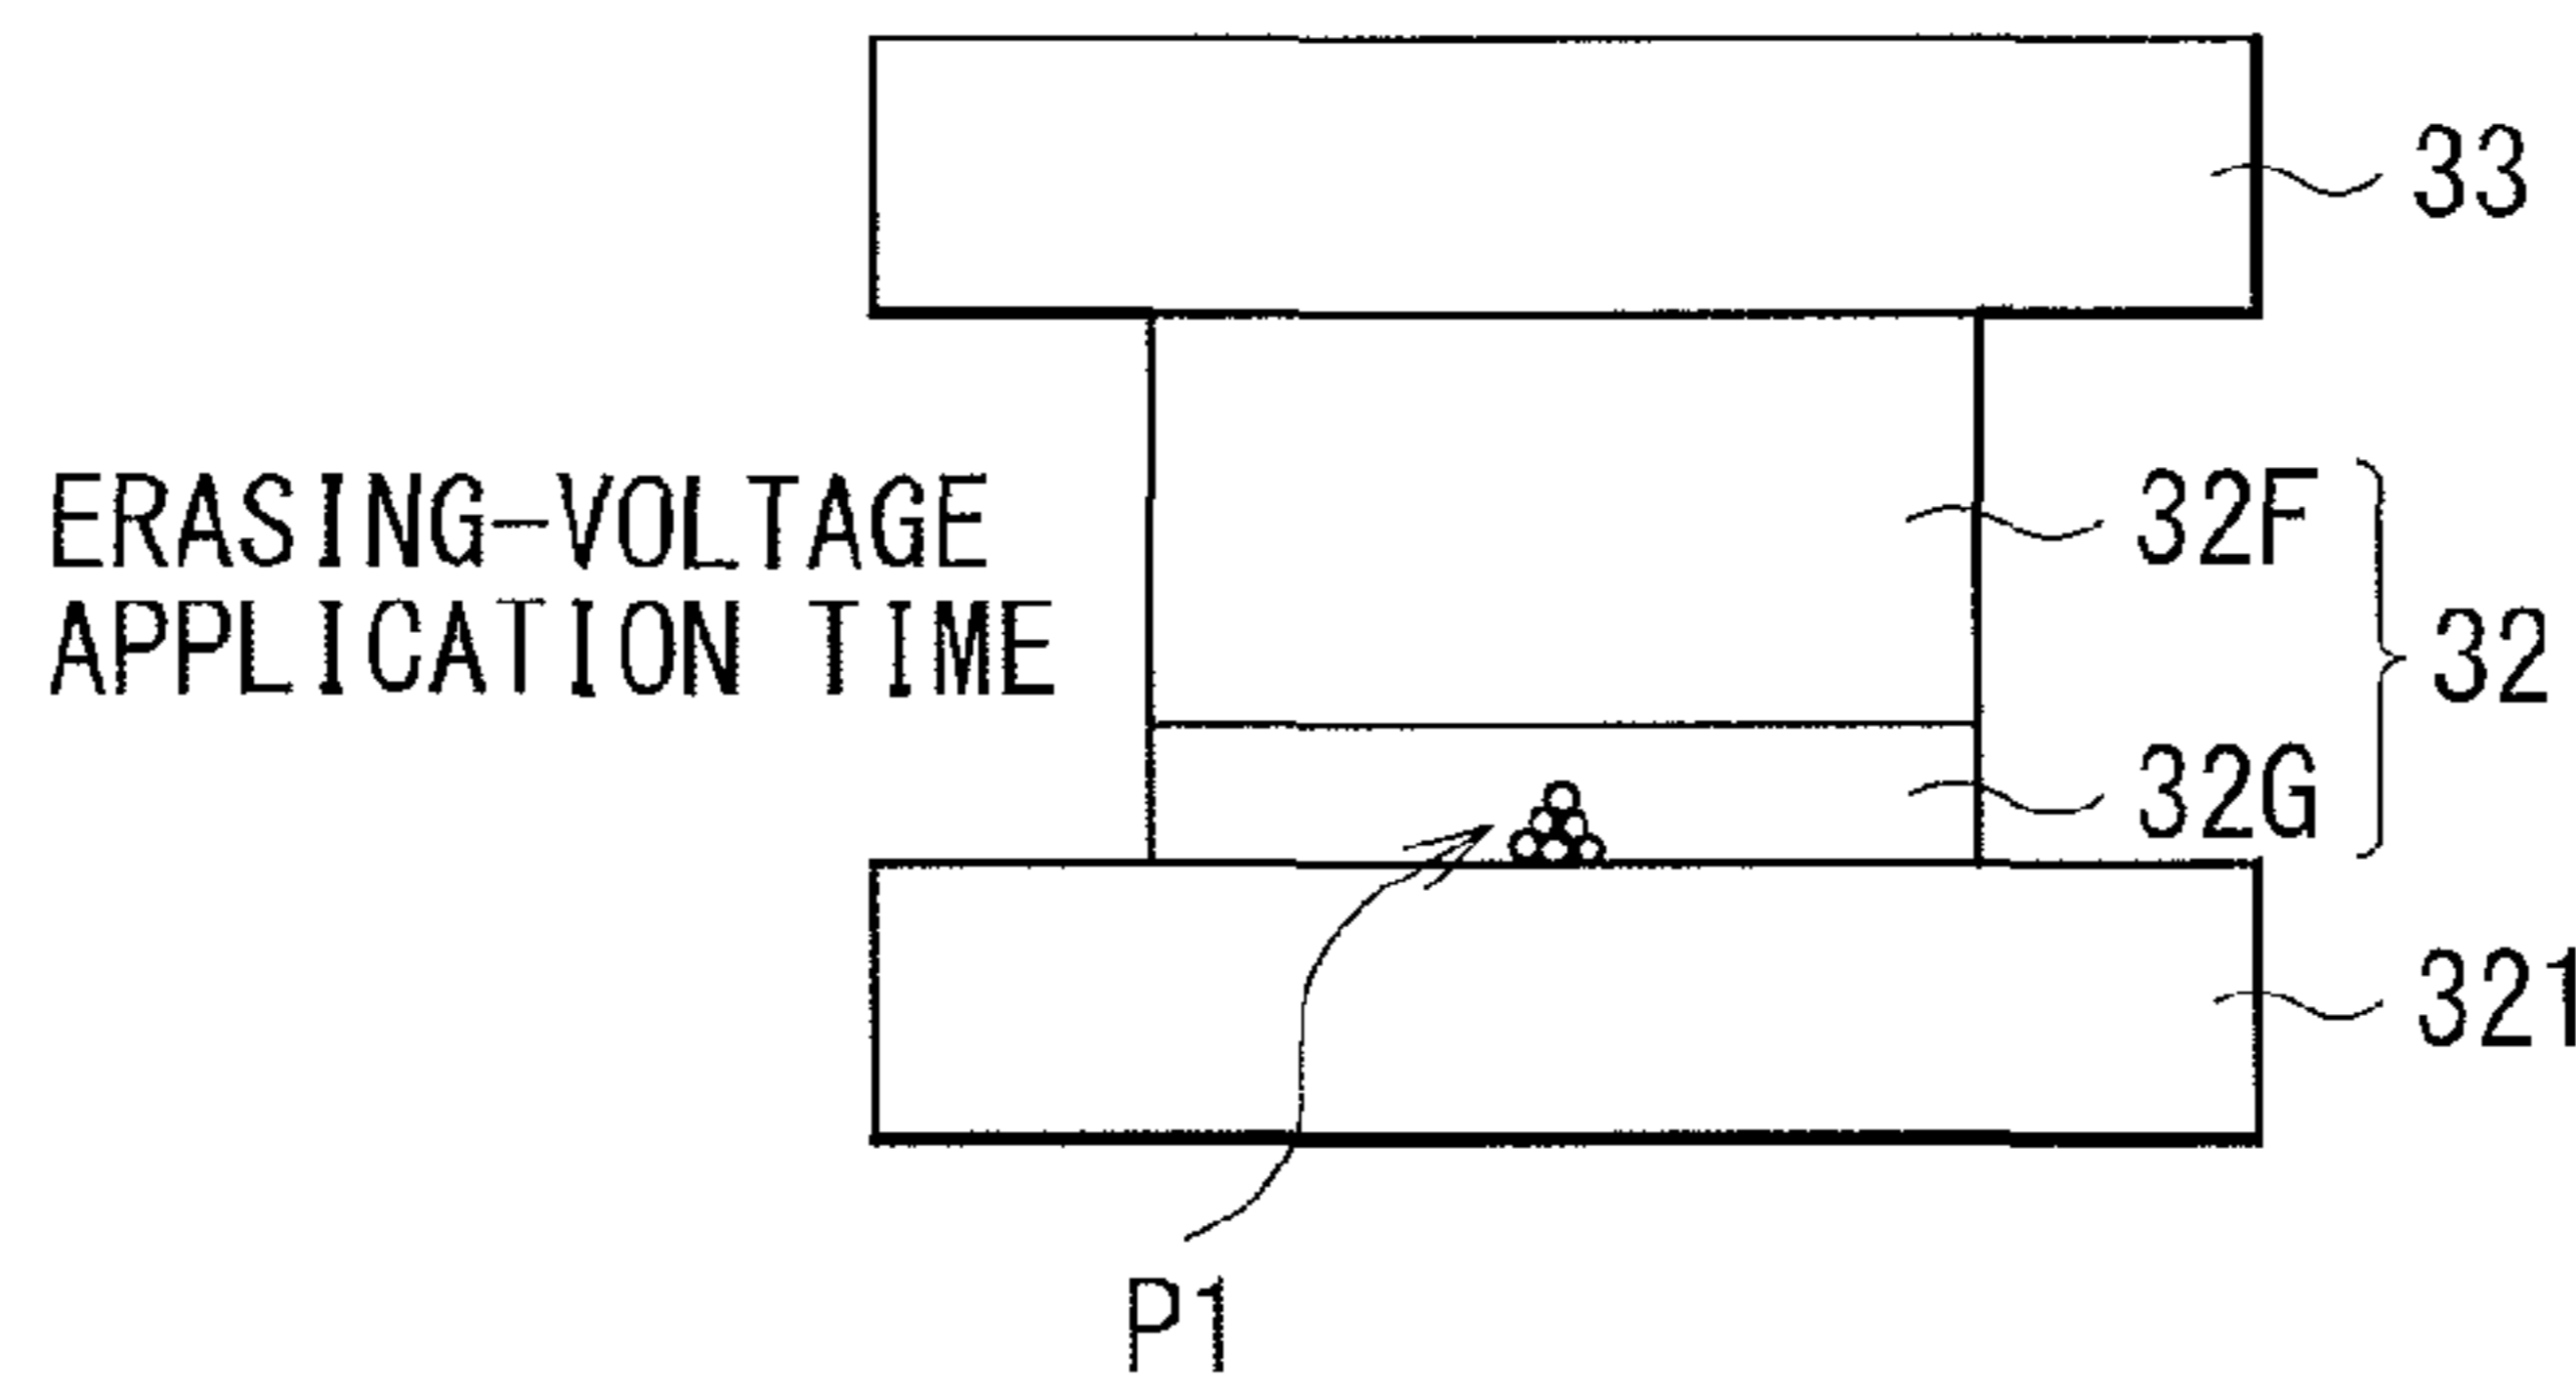 33
ERASING-VOLTAGE
APPLICATION TIME
32F
32
32G
321
P1